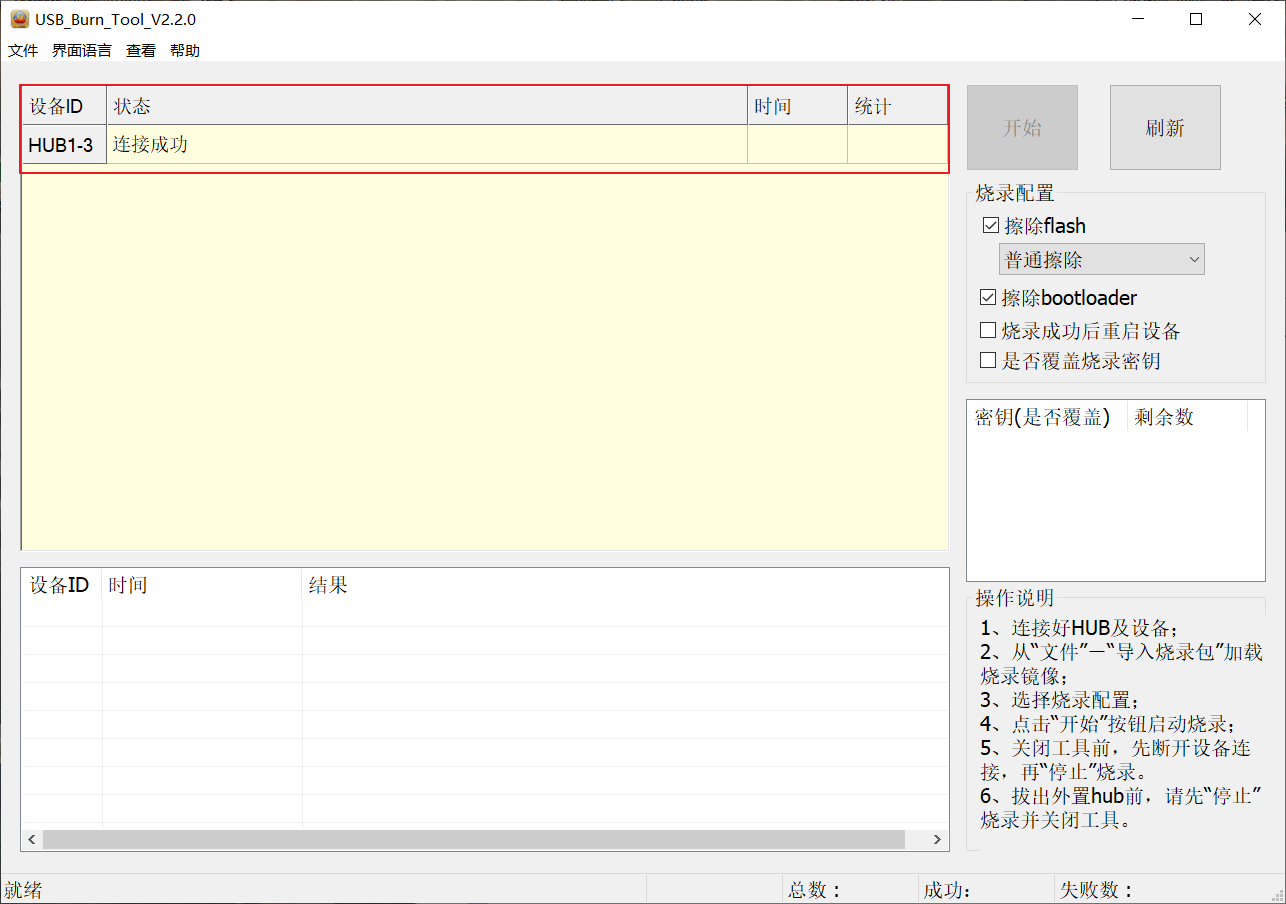 USB_Burn_Tool_V2.2.0
文件 界面语言 查看 帮助
设备ID 状态 时间 统计
HUB1-3 连接成功
开始 刷新
烧录配置
擦除flash
普通擦除
擦除bootloader
烧录成功后重启设备
是否覆盖烧录密钥
密钥(是否覆盖) 剩余数
设备ID 时间 结果
操作说明
1、连接好HUB及设备；
2、从“文件”—“导入烧录包”加载
烧录镜像；
3、选择烧录配置；
4、点击“开始”按钮启动烧录；
5、关闭工具前，先断开设备连
接，再“停止”烧录。
6、拔出外置hub前，请先“停止”
烧录并关闭工具。
就绪 总数： 成功: 失败数：